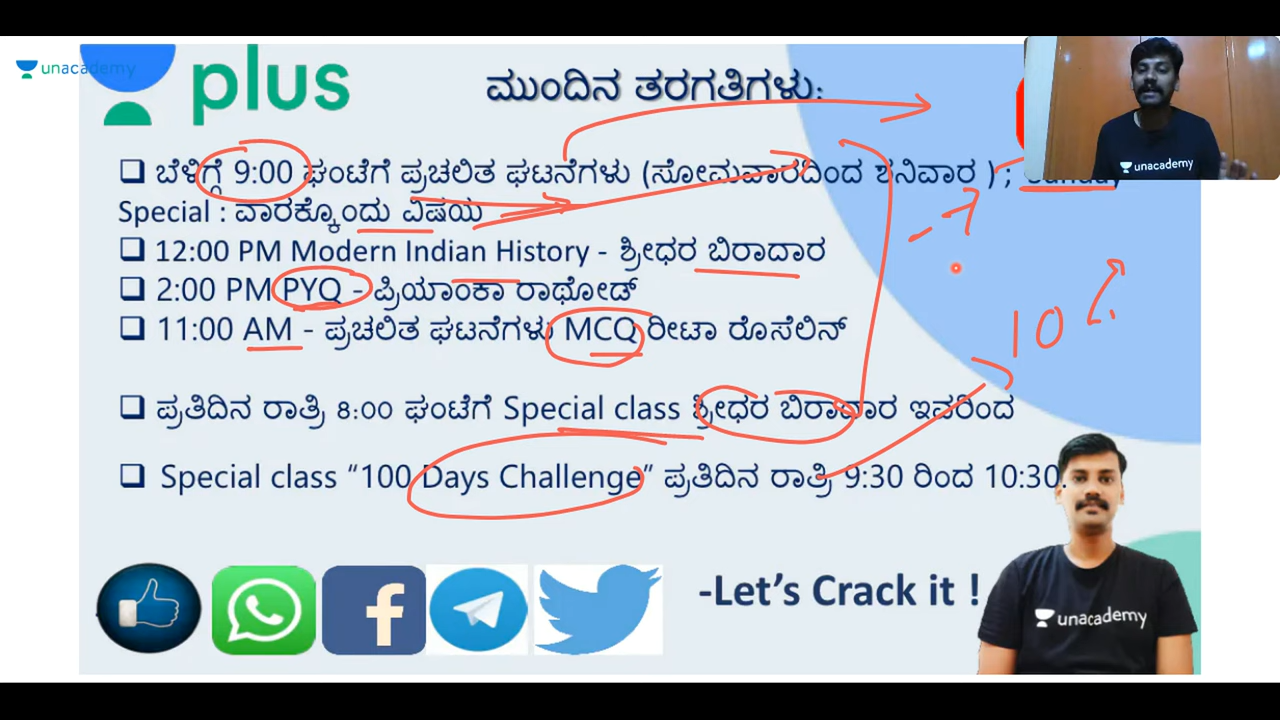 unacademy
plus
ಮುಂದಿನ ತರಗತಿಗಳು:
unacademy
❑ ಬೆಳಿಗ್ಗೆ 9:00 ಘಂಟೆಗೆ ಪ್ರಚಲಿತ ಘಟನೆಗಳು (ಸೋಮವಾರದಿಂದ ಶನಿವಾರ ) ; Sunday
Special : ವಾರಕ್ಕೊಂದು ವಿಷಯ
❑ 12:00 PM Modern Indian History - ಶ್ರೀಧರ ಬಿರಾದಾರ
❑ 2:00 PM PYQ - ಪ್ರಿಯಾಂಕಾ ರಾಥೋಡ್
❑ 11:00 AM - ಪ್ರಚಲಿತ ಘಟನೆಗಳು MCQ ರೀಟಾ ರೊಸೆಲಿನ್
10 %
❑ ಪ್ರತಿದಿನ ರಾತ್ರಿ 8:00 ಘಂಟೆಗೆ Special class ಶ್ರೀಧರ ಬಿರಾದಾರ ಇವರಿಂದ
❑ Special class “100 Days Challenge” ಪ್ರತಿದಿನ ರಾತ್ರಿ 9:30 ರಿಂದ 10:30.
-Let’s Crack it !
unacademy